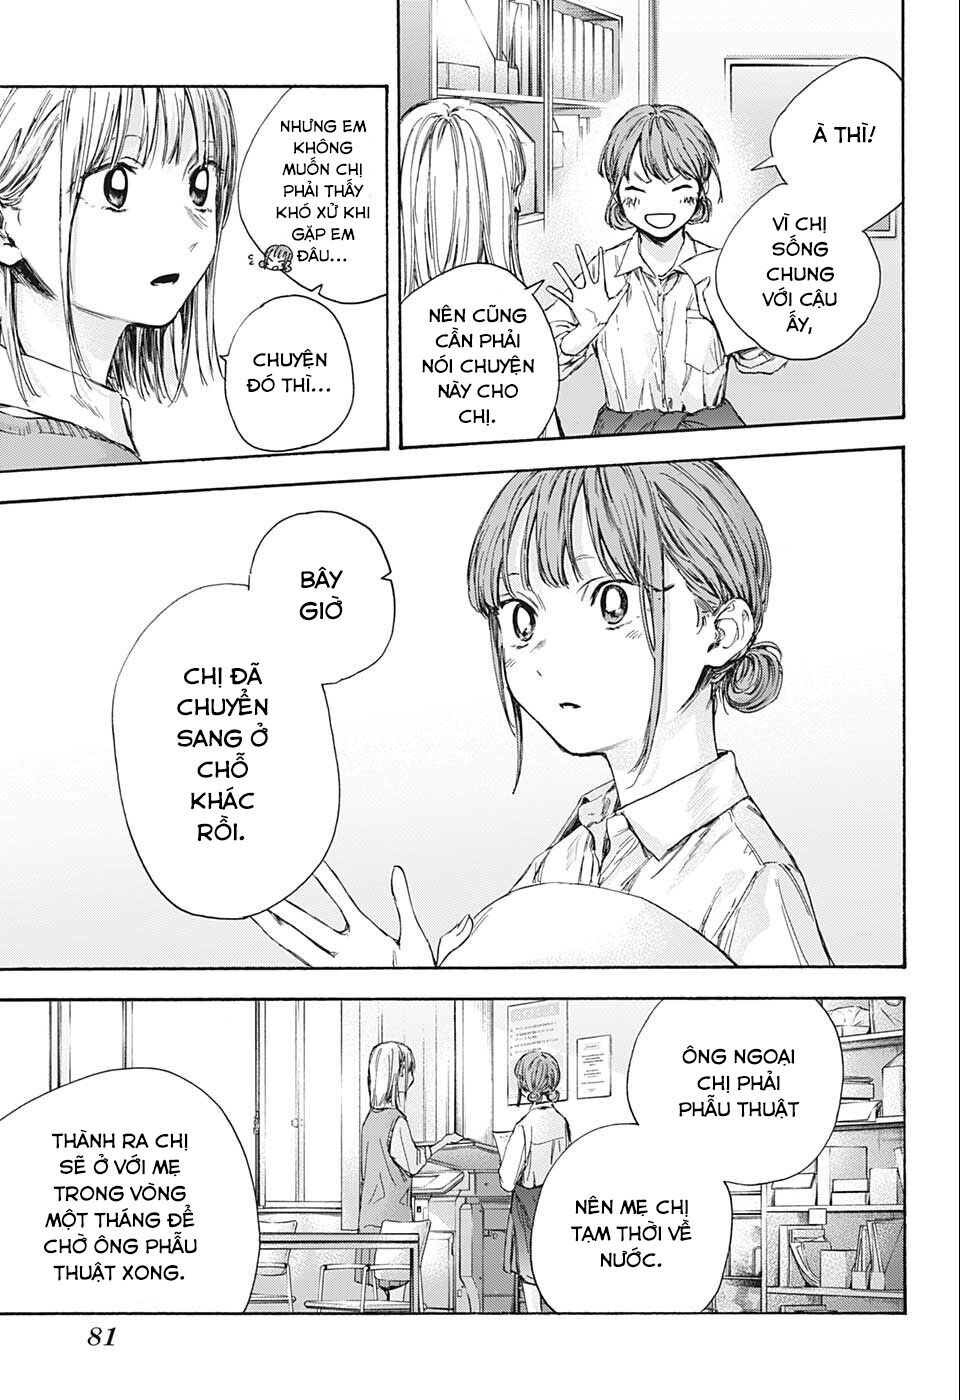 À THÌ!
VÌ CHỊ
SỐNG
CHUNG
VỚI CẬU
ẤY,
NÊN CŨNG
CẦN PHẢI
NÓI CHUYỆN
NÀY CHO
CHỊ.
NHƯNG EM
KHÔNG
MUỐN CHỊ
PHẢI THẤY
KHÓ XỬ KHI
GẶP EM
ĐÂU...
CHUYỆN
ĐÓ THÌ...
BÂY
GIỜ
CHỊ ĐÃ
CHUYỂN
SANG Ở
CHỖ
KHÁC
RỒI.
ÔNG NGOẠI
CHỊ PHẢI
PHẪU THUẬT
NÊN MẸ CHỊ
TẠM THỜI VỀ
NƯỚC.
THÀNH RA CHỊ
SẼ Ở VỚI MẸ
TRONG VÒNG
MỘT THÁNG ĐỂ
CHỜ ÔNG PHẪU
THUẬT XONG.
81